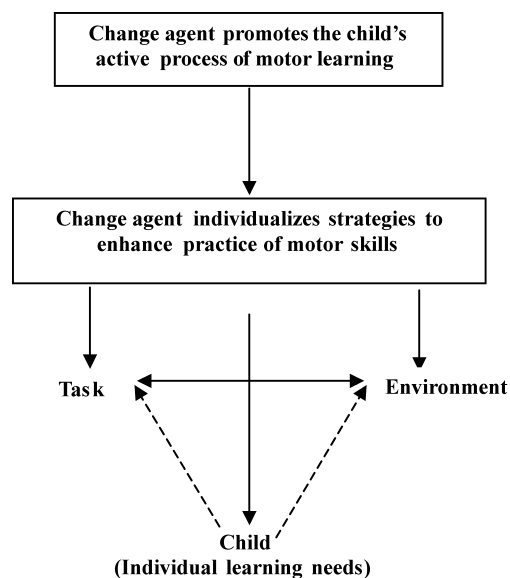 Change agent promotes the child's
active process of motor learning
Change agent individualizes strategies to
enhance practice of motor skills
Task
Environment
Child
(Individual learning needs)